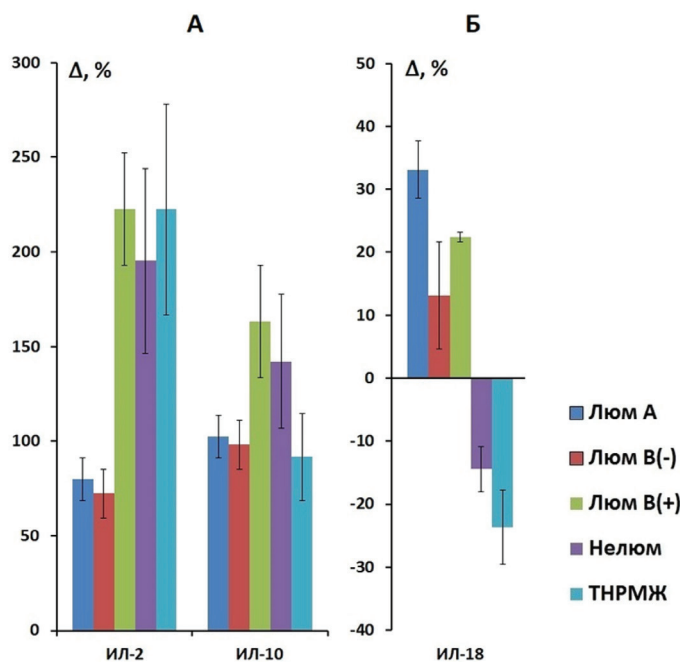 А
Δ, %
300
250
200
150
100
50
0
ИЛ-2
ИЛ-10
Б
Δ, %
50
40
30
20
10
0
-10
-20
-30
-40
ИЛ-18
Люм А
Люм В(-)
Люм В(+)
Нелюм
ТНРМЖ